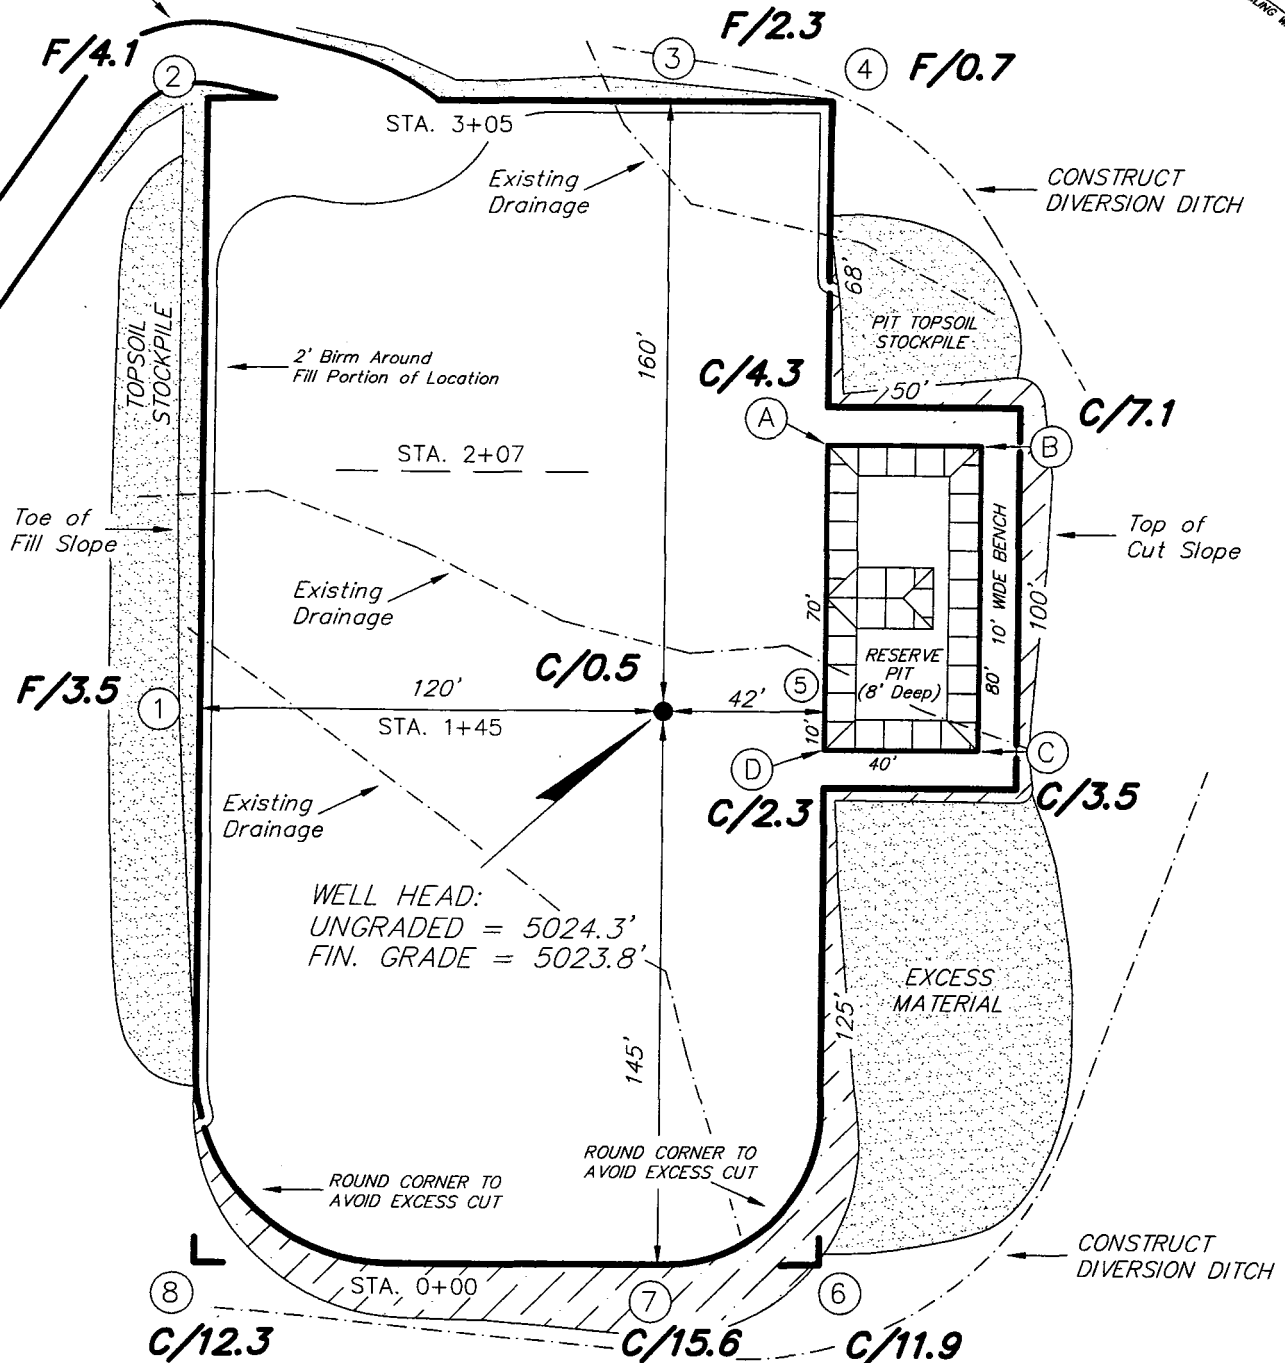 F/4.1
2
3
F/2.3
4
F/0.7
STA. 3+05
Existing
Drainage
CONSTRUCT
DIVERSION DITCH
68'
PIT TOPSOIL
STOCKPILE
TOPSOIL
STOCKPILE
2' Birm Around
Fill Portion of Location
160'
C/4.3
50'
C/7.1
A
B
STA. 2+07
Toe of
Fill Slope
Top of
Cut Slope
Existing
Drainage
70'
10' WIDE BENCH
100'
RESERVE
PIT
(8' Deep)
80'
C/0.5
F/3.5
1
120'
STA. 1+45
42'
5
10'
40'
D
C
C/2.3
C/3.5
Existing
Drainage
WELL HEAD:
UNGRADED = 5024.3'
FIN. GRADE = 5023.8'
EXCESS
MATERIAL
125'
145'
ROUND CORNER TO
AVOID EXCESS CUT
ROUND CORNER TO
AVOID EXCESS CUT
CONSTRUCT
DIVERSION DITCH
STA. 0+00
8
7
6
C/12.3
C/15.6
C/11.9